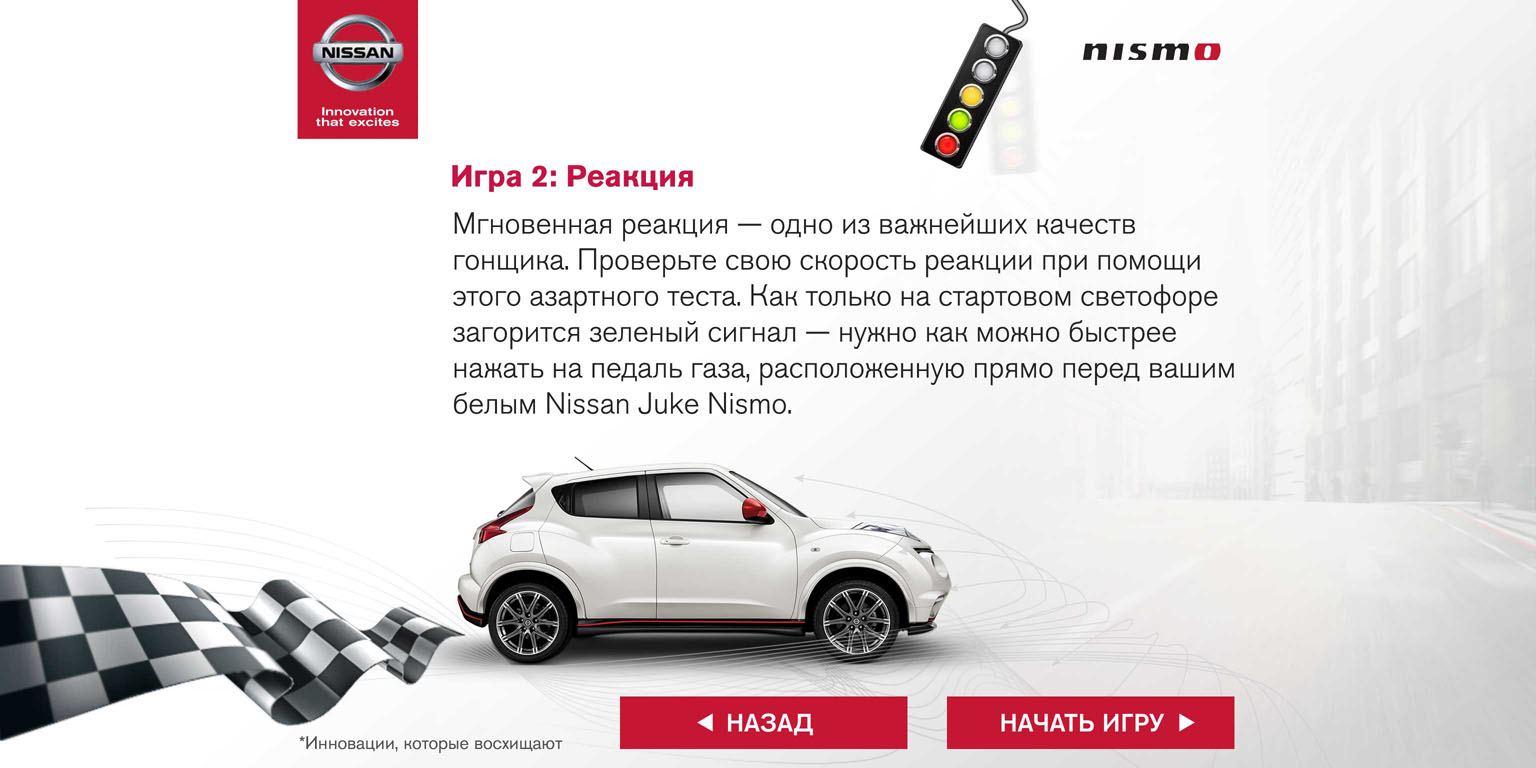 NISSAN
Innovation
that excites
nismo
Игра 2: Реакция
Мгновенная реакция — одно из важнейших качеств
гонщика. Проверьте свою скорость реакции при помощи
этого азартного теста. Как только на стартовом светофоре
загорится зеленый сигнал — нужно как можно быстрее
нажать на педаль газа, расположенную прямо перед вашим
белым Nissan Juke Nismo.
◀ НАЗАД
НАЧАТЬ ИГРУ ▶
*Инновации, которые восхищают